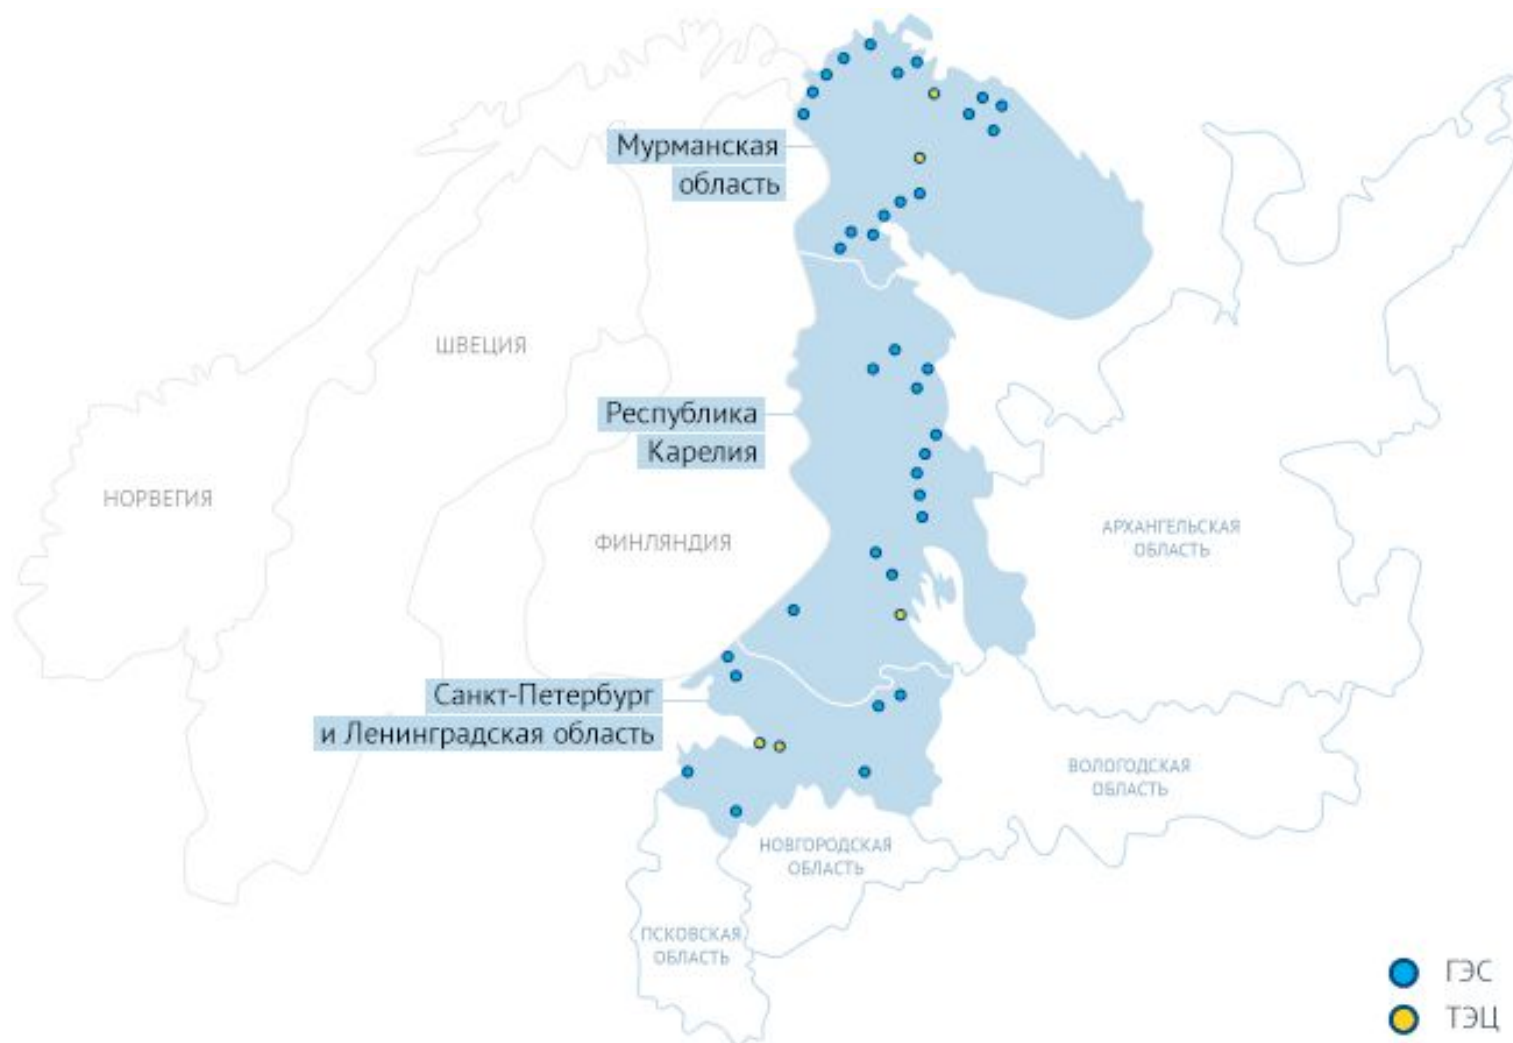 Мурманская
область
ШВЕЦИЯ
Республика
Карелия
НОРВЕГИЯ
ФИНЛЯНДИЯ
АРХАНГЕЛЬСКАЯ
ОБЛАСТЬ
Санкт-Петербург
и Ленинградская область
ВОЛОГОДСКАЯ
ОБЛАСТЬ
НОВГОРОДСКАЯ
ОБЛАСТЬ
ПСКОВСКАЯ
ОБЛАСТЬ
ГЭС
ТЭЦ